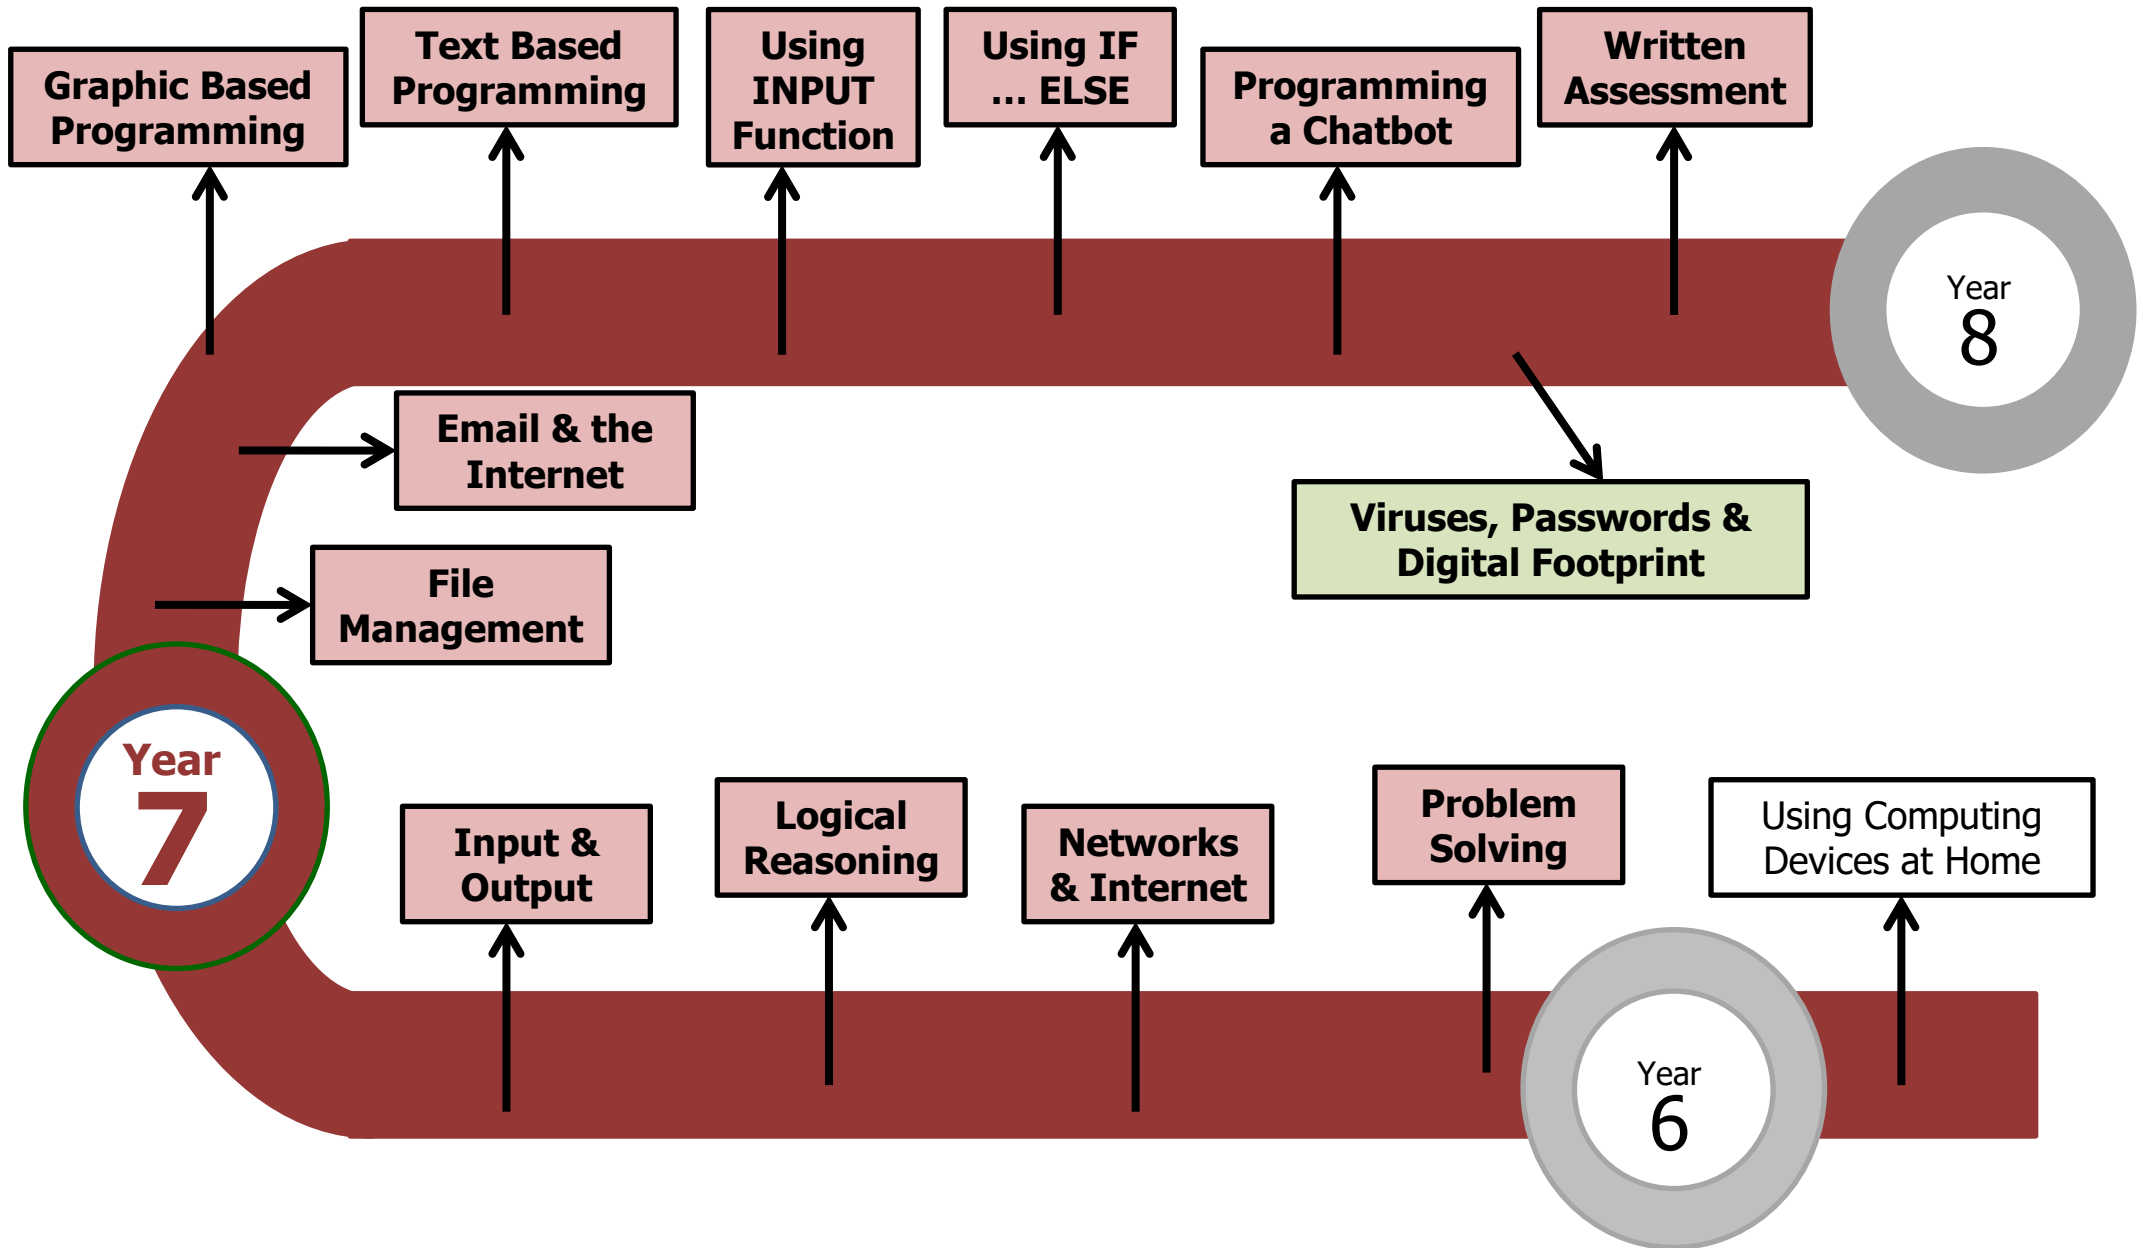 Graphic Based
Programming
Text Based
Programming
Using
INPUT
Function
Using IF
... ELSE
Programming
a Chatbot
Written
Assessment
Year
8
Email & the
Internet
Viruses, Passwords &
Digital Footprint
File
Management
Year
7
Input &
Output
Logical
Reasoning
Networks
& Internet
Problem
Solving
Using Computing
Devices at Home
Year
6